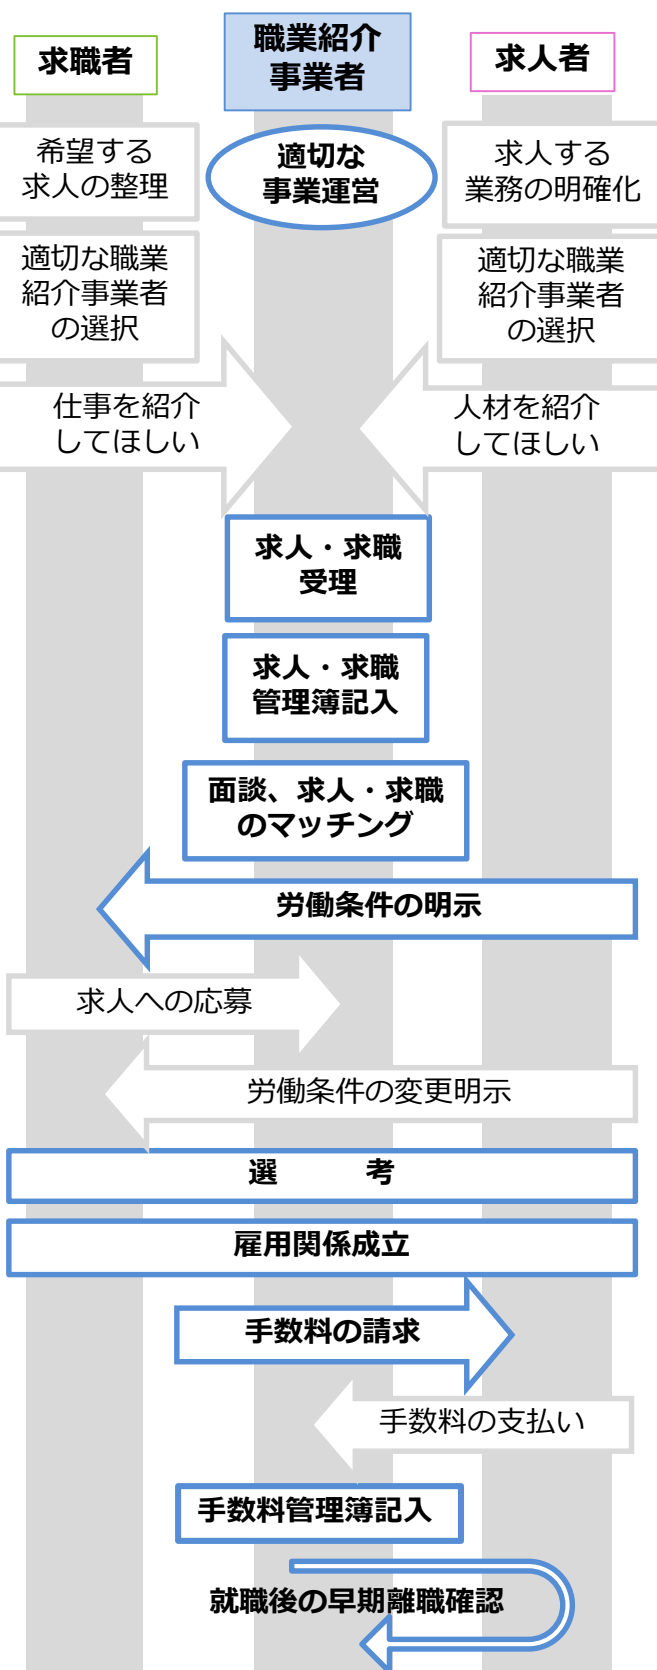 求職者
職業紹介
事業者
求人者
希望する
求人の整理
適切な
事業運営
求人する
業務の明確化
適切な職業
紹介事業者
の選択
適切な職業
紹介事業者
の選択
仕事を紹介
してほしい
人材を紹介
してほしい
求人・求職
受理
求人・求職
管理簿記入
面談、求人・求職
のマッチング
労働条件の明示
求人への応募
労働条件の変更明示
選　　　考
雇用関係成立
手数料の請求
手数料の支払い
手数料管理簿記入
就職後の早期離職確認